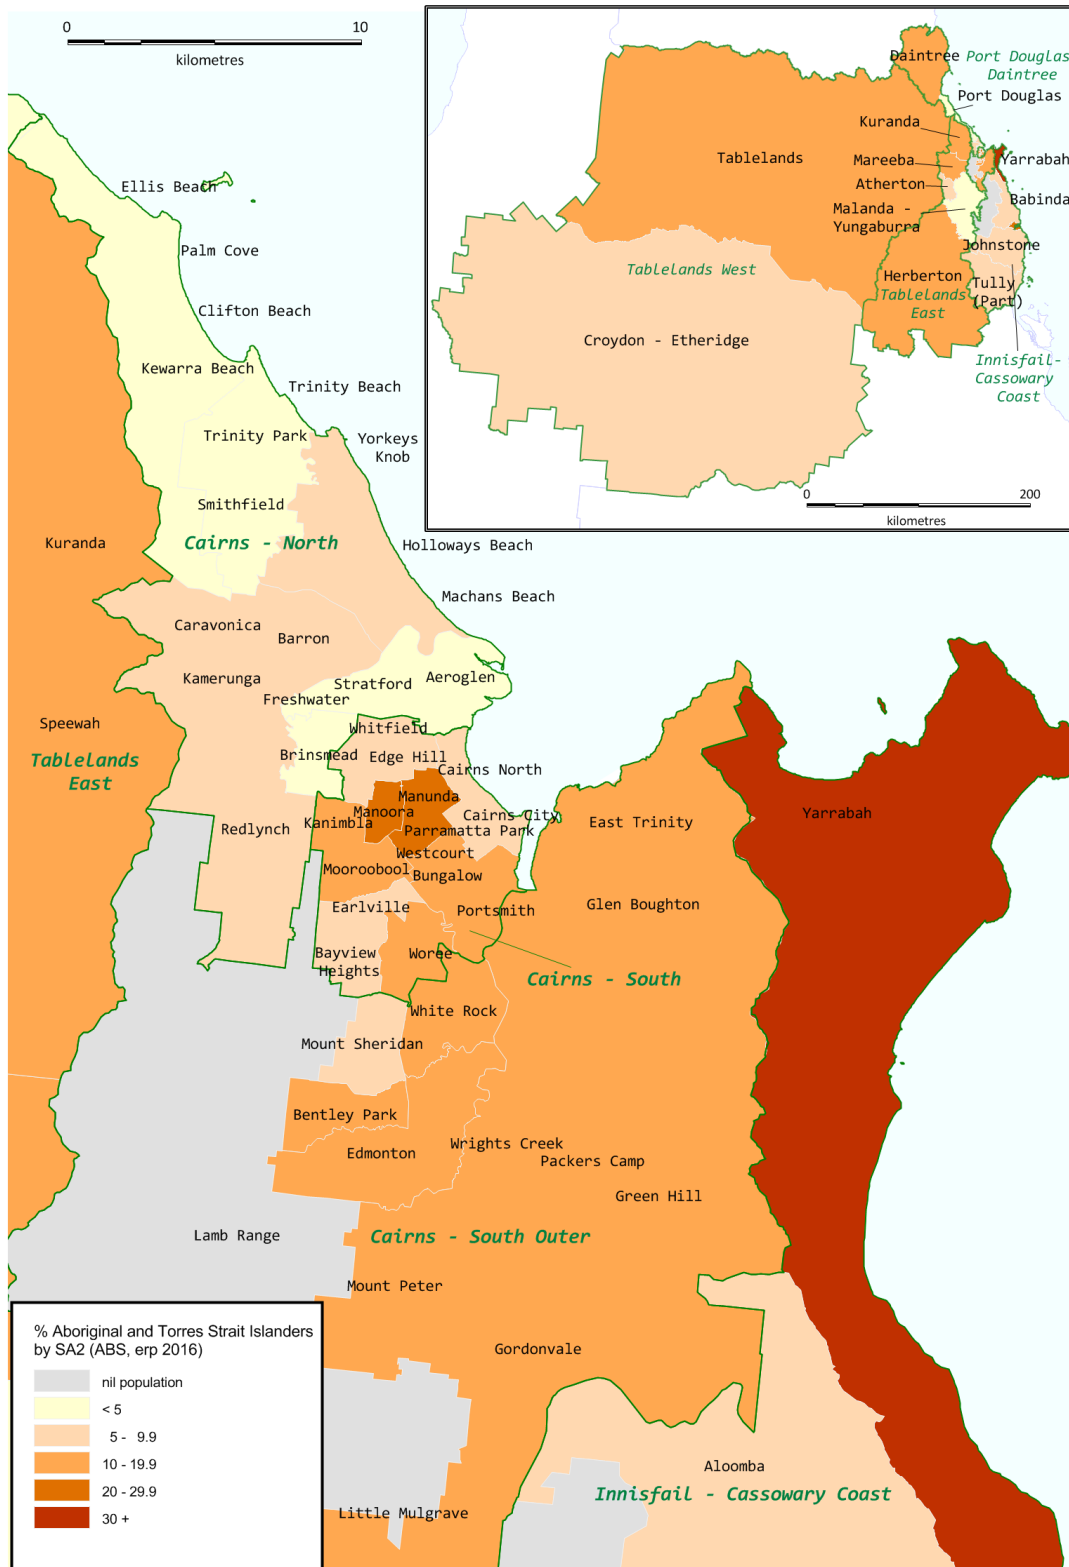 0 10
kilometres
Daintree
Port Douglas
Daintree
Port Douglas
Kuranda
Tablelands
Mareeba
Yarrabah
Atherton
Babinda
Malanda -
Yungaburra
Johnstone
Tablelands West
Herberton
Tully
(Part)
Tablelands
East
Croydon - Etheridge
Innisfail-
Cassowary
Coast
0 200
kilometres
Ellis Beach
Palm Cove
Clifton Beach
Kewarra Beach
Trinity Beach
Trinity Park
Yorkeys
Knob
Smithfield
Kuranda
Cairns - North
Holloways Beach
Machans Beach
Caravonica
Barron
Kamerunga
Aeroglen
Stratford
Freshwater
Speewah
Whitfield
Tablelands
East
Brinsmead
Edge Hill
Cairns North
Manunda
Manoora
Cairns City
Yarrabah
Kanimbla
East Trinity
Redlynch
Parramatta Park
Westcourt
Mooroobool
Bungalow
Earlville
Portsmith
Glen Boughton
Bayview
Heights
Woree
Cairns - South
White Rock
Mount Sheridan
Bentley Park
Edmonton
Wrights Creek
Packers Camp
Green Hill
Lamb Range
Cairns - South Outer
Mount Peter
Gordonvale
Aloomba
Innisfail - Cassowary Coast
Little Mulgrave
% Aboriginal and Torres Strait Islanders
by SA2 (ABS, erp 2016)
nil population
< 5
5 - 9.9
10 - 19.9
20 - 29.9
30 +